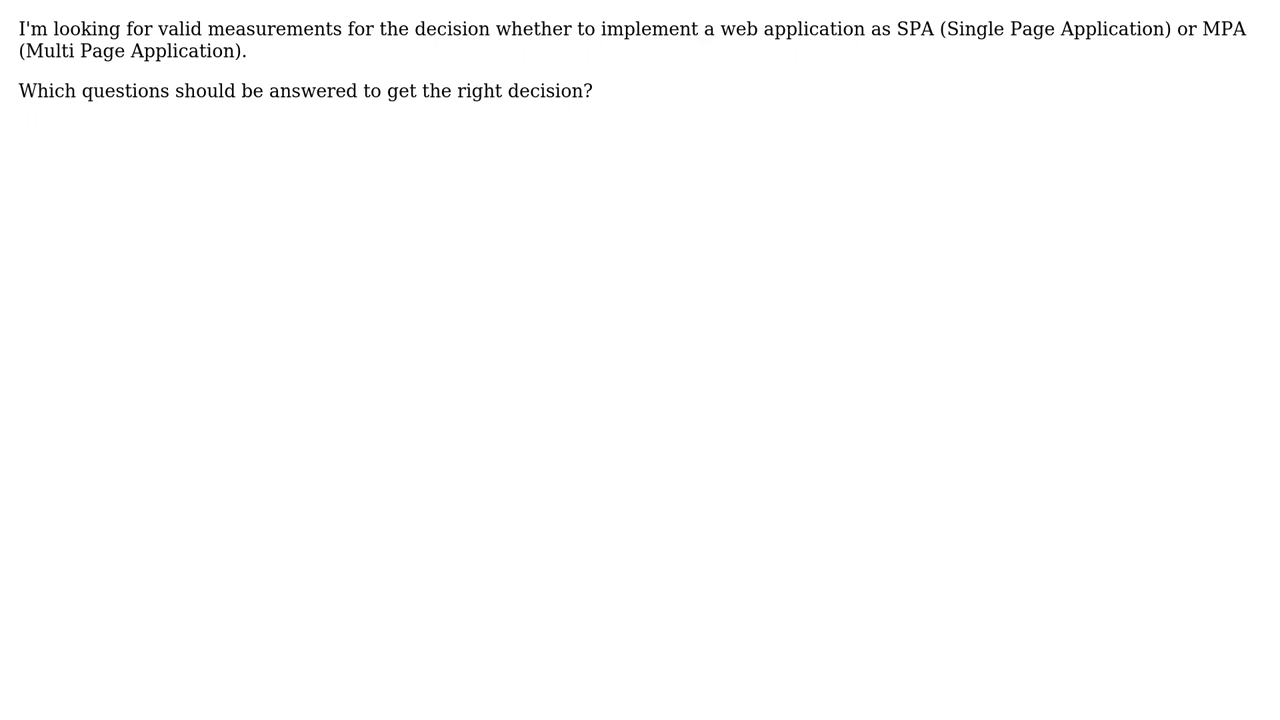 I'm looking for valid measurements for the decision whether to implement a web application as SPA (Single Page Application) or MPA
(Multi Page Application).
Which questions should be answered to get the right decision?